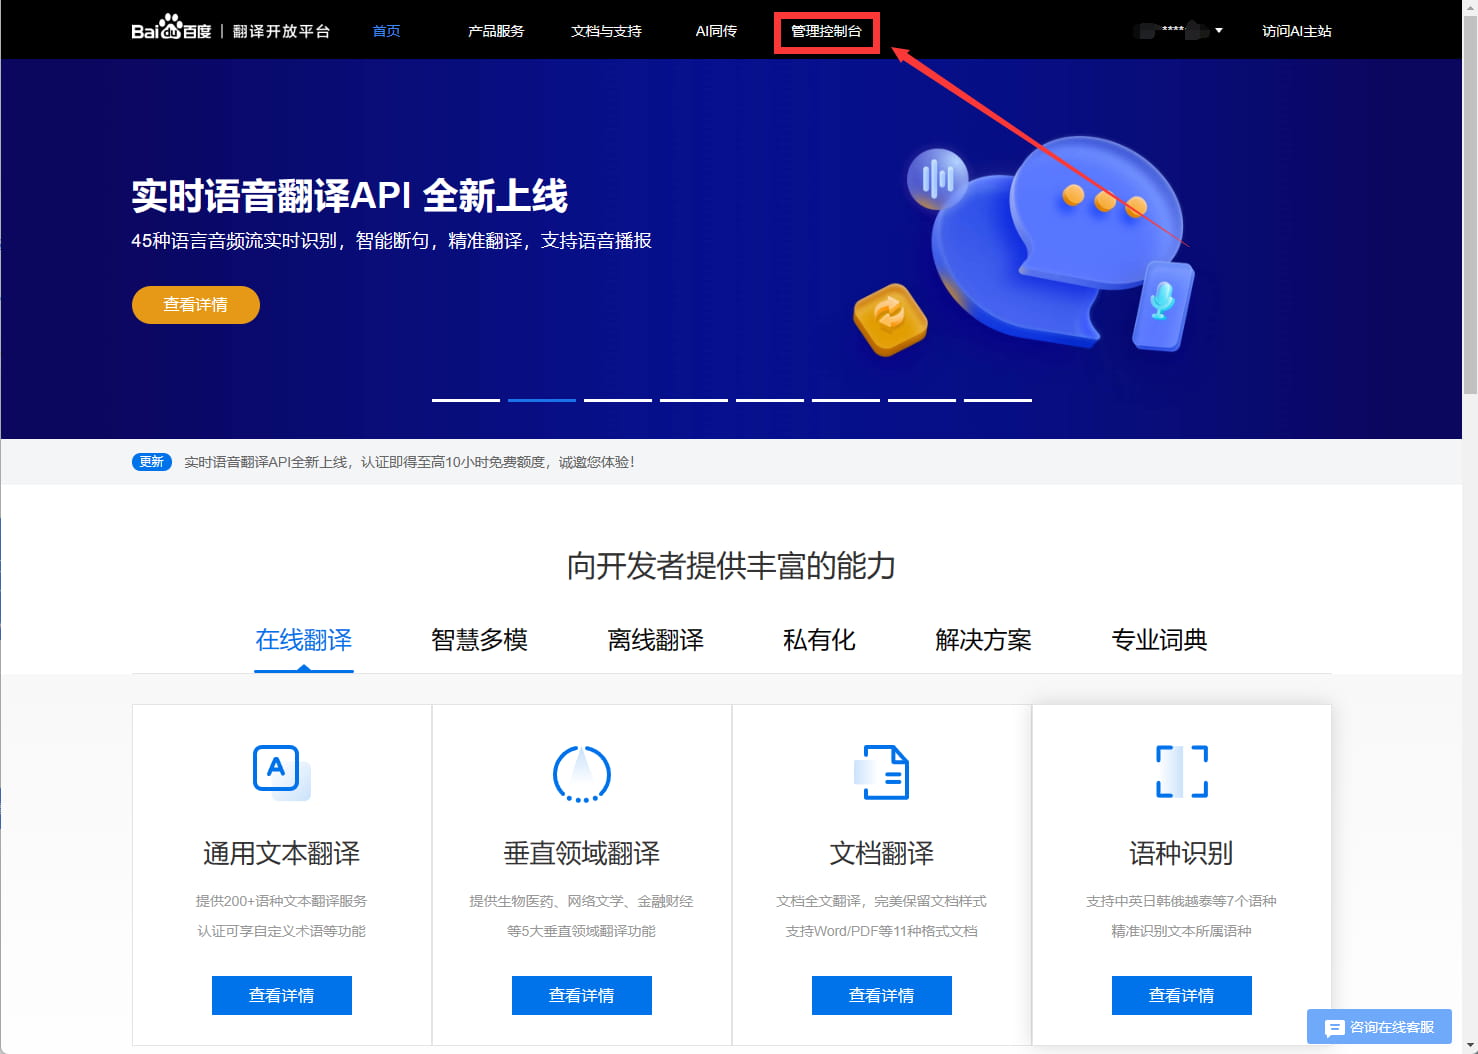 Bai du 百度 | 翻译开放平台
首页
产品服务
文档与支持
AI同传
管理控制台
****
访问AI主站
实时语音翻译API 全新上线
45种语言音频流实时识别，智能断句，精准翻译，支持语音播报
查看详情
更新 实时语音翻译API全新上线，认证即得至高10小时免费额度，诚邀您体验！
向开发者提供丰富的能力
在线翻译
智慧多模
离线翻译
私有化
解决方案
专业词典
A
通用文本翻译
提供200+语种文本翻译服务
认证可享自定义术语等功能
查看详情
垂直领域翻译
提供生物医药、网络文学、金融财经
等5大垂直领域翻译功能
查看详情
文档翻译
文档全文翻译，完美保留文档样式
支持Word/PDF等11种格式文档
查看详情
语种识别
支持中英日韩俄越泰等7个语种
精准识别文本所属语种
查看详情
咨询在线客服